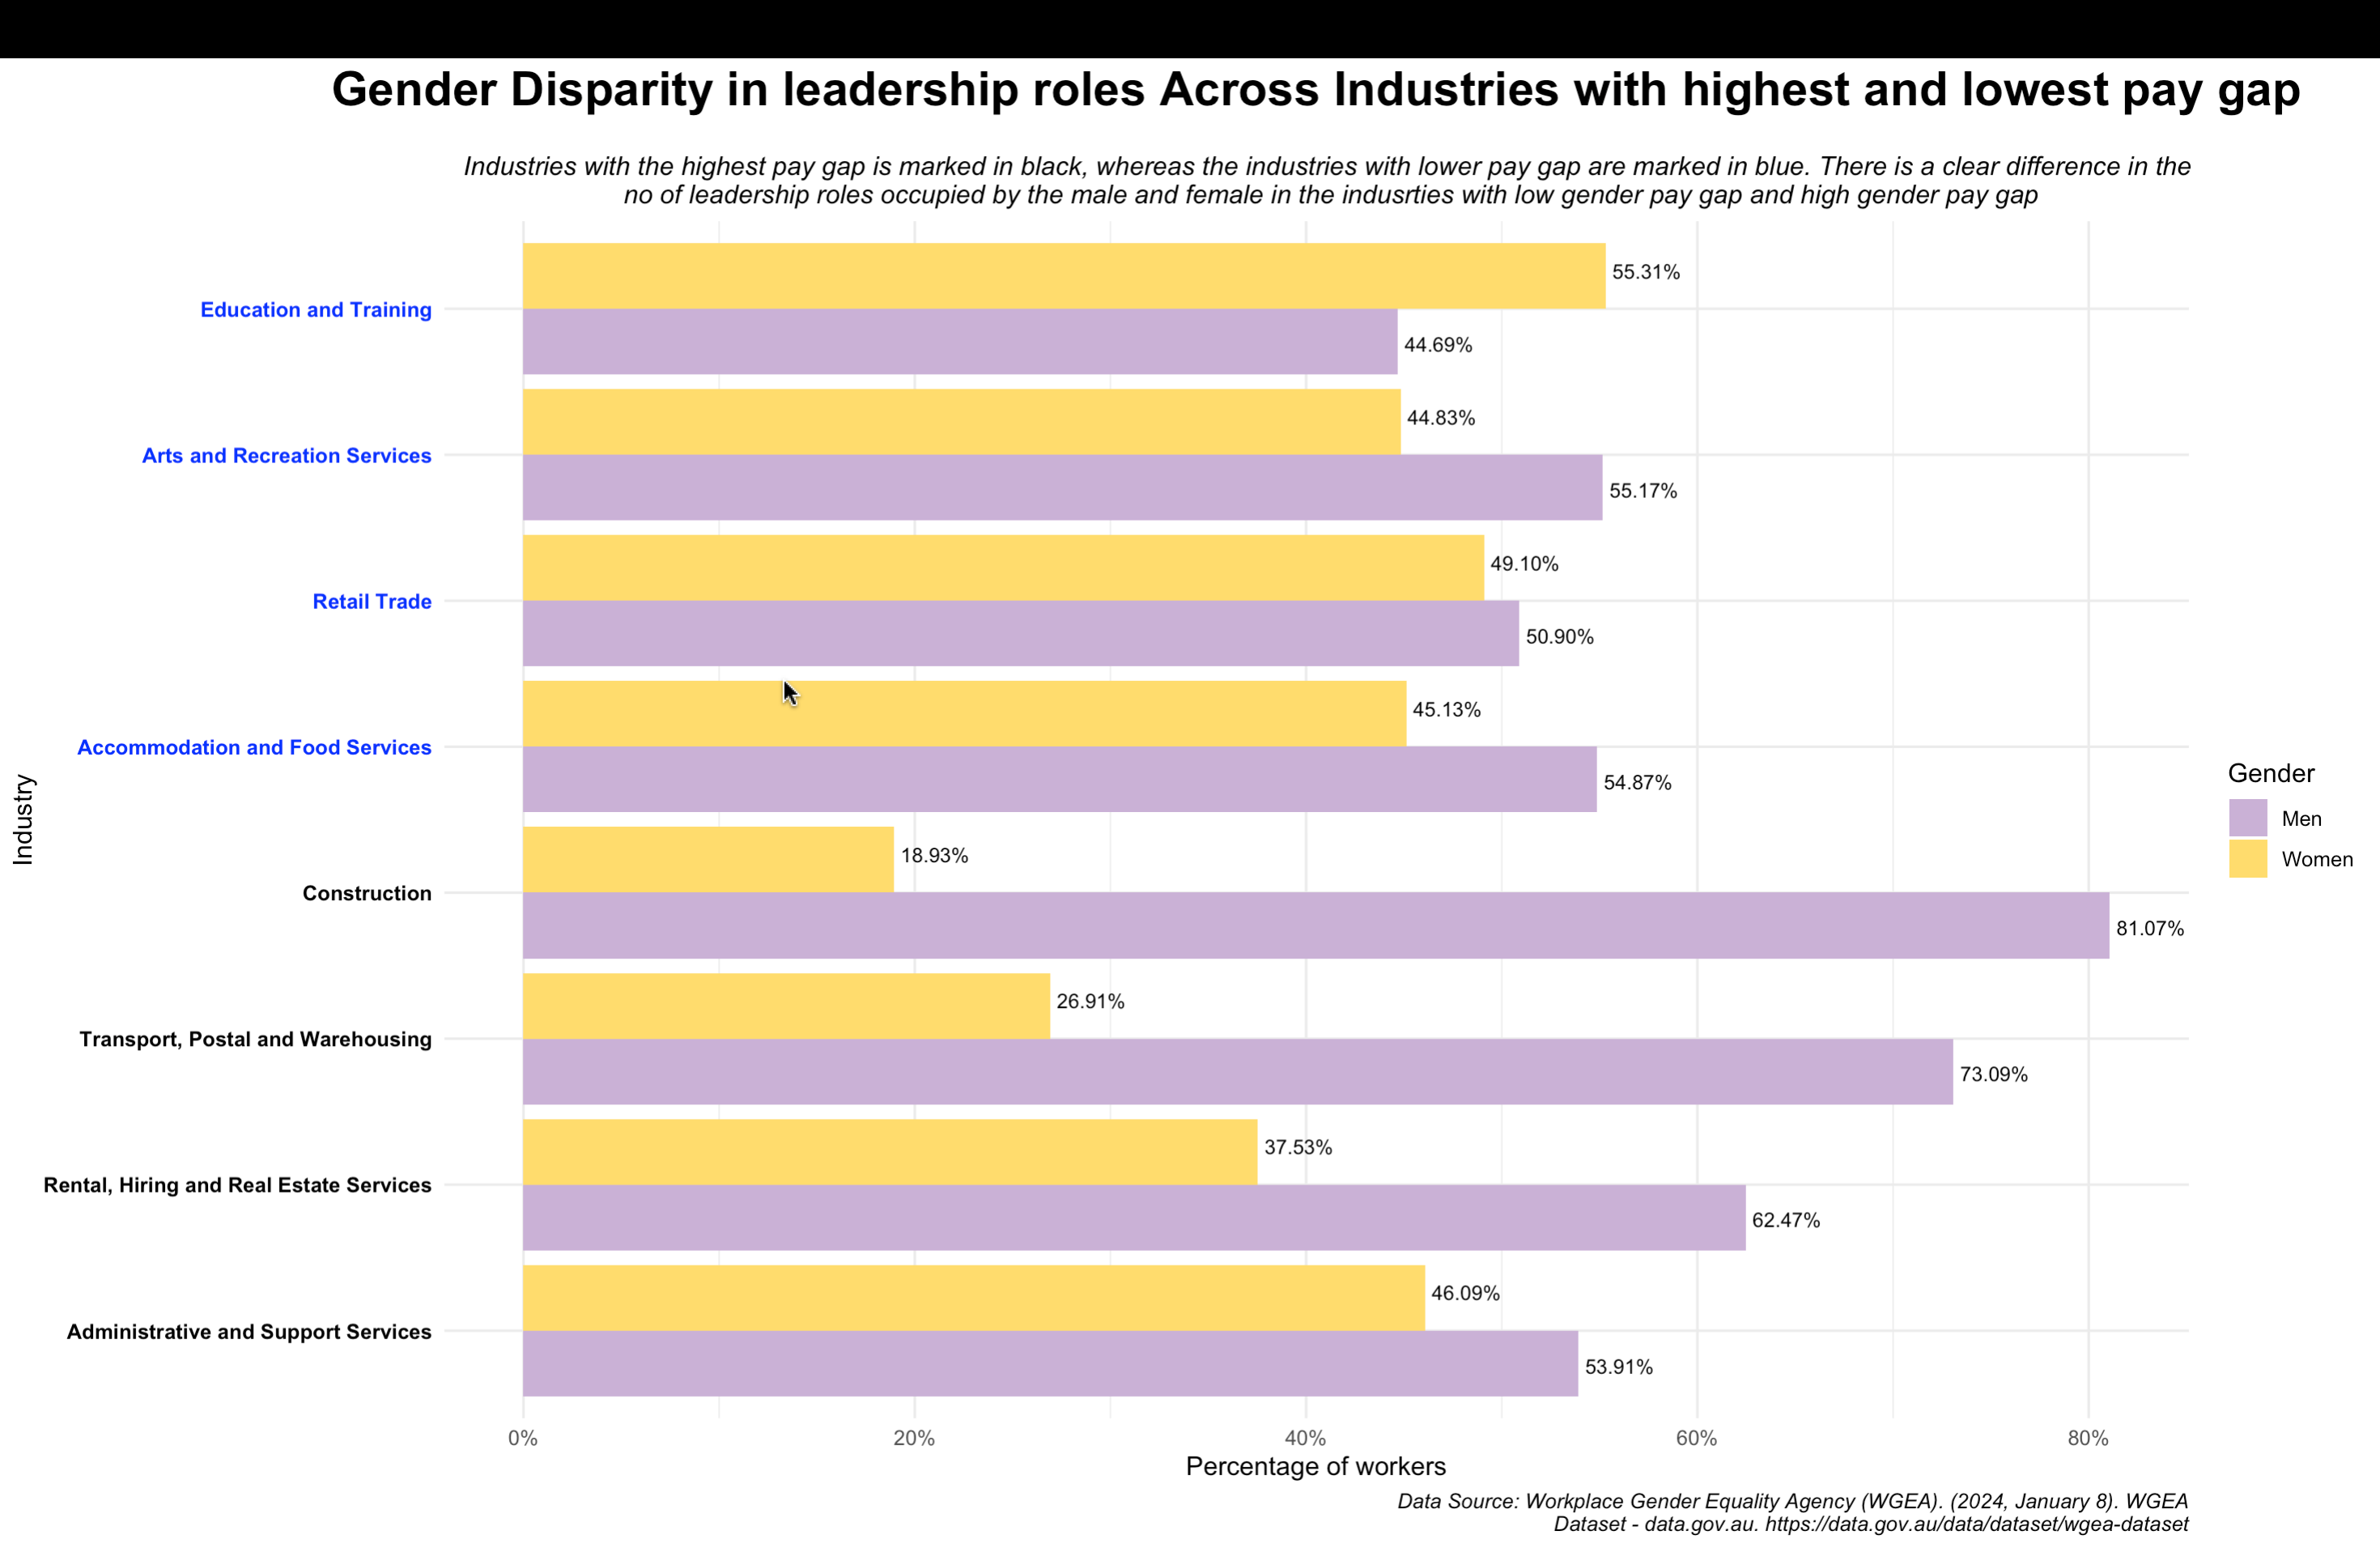 Gender Disparity in leadership roles Across Industries with highest and lowest pay gap
Industries with the highest pay gap is marked in black, whereas the industries with lower pay gap are marked in blue. There is a clear difference in the
no of leadership roles occupied by the male and female in the indusrties with low gender pay gap and high gender pay gap
Industry
Education and Training
55.31%
44.69%
Arts and Recreation Services
44.83%
55.17%
Retail Trade
49.10%
50.90%
Accommodation and Food Services
45.13%
54.87%
Construction
18.93%
81.07%
Transport, Postal and Warehousing
26.91%
73.09%
Rental, Hiring and Real Estate Services
37.53%
62.47%
Administrative and Support Services
46.09%
53.91%
0% 20% 40% 60% 80%
Percentage of workers
Gender
Men
Women
Data Source: Workplace Gender Equality Agency (WGEA). (2024, January 8). WGEA
Dataset - data.gov.au. https://data.gov.au/data/dataset/wgea-dataset